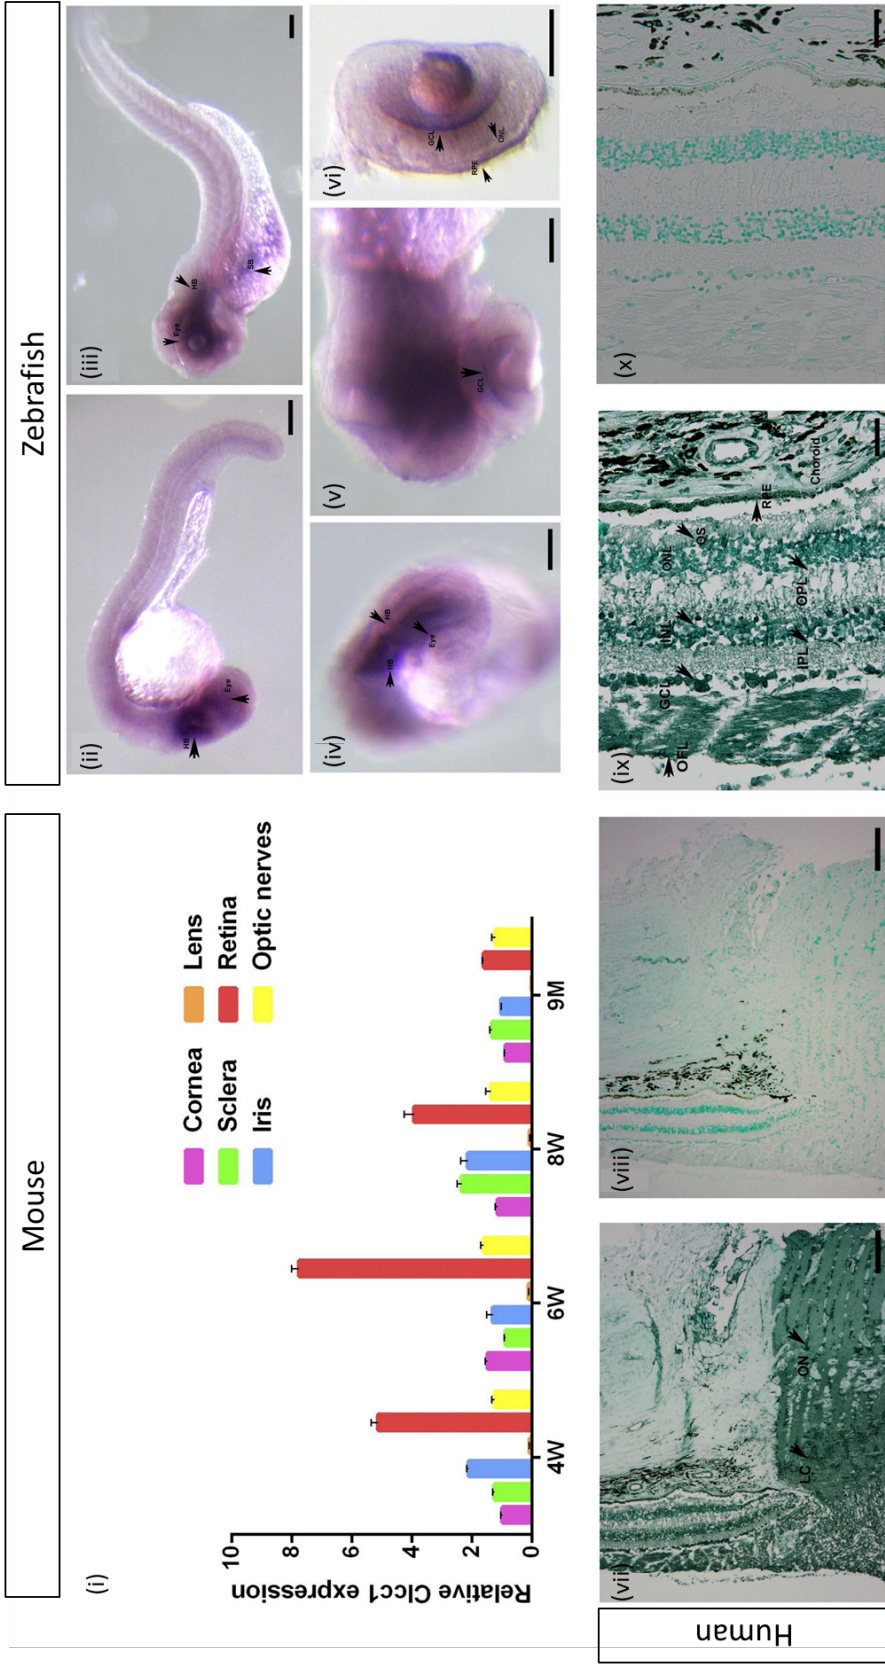 Mouse
Zebrafish
(i)
Cornea
Lens
Sclera
Retina
Iris
Optic nerves
Relative Clcc1 expression
10
8
6
4
2
0
4W
6W
8W
9M
(ii)
HB
Eye
(iii)
Eye
HB
SB
(iv)
HB
HB
Eye
(v)
GCL
(vi)
GCL
RPE
ONL
Human
(vii)
LC
ON
(viii)
(ix)
OFL
GCL
IPL
INL
OPL
ONL
OS
RPE
Choroid
(x)